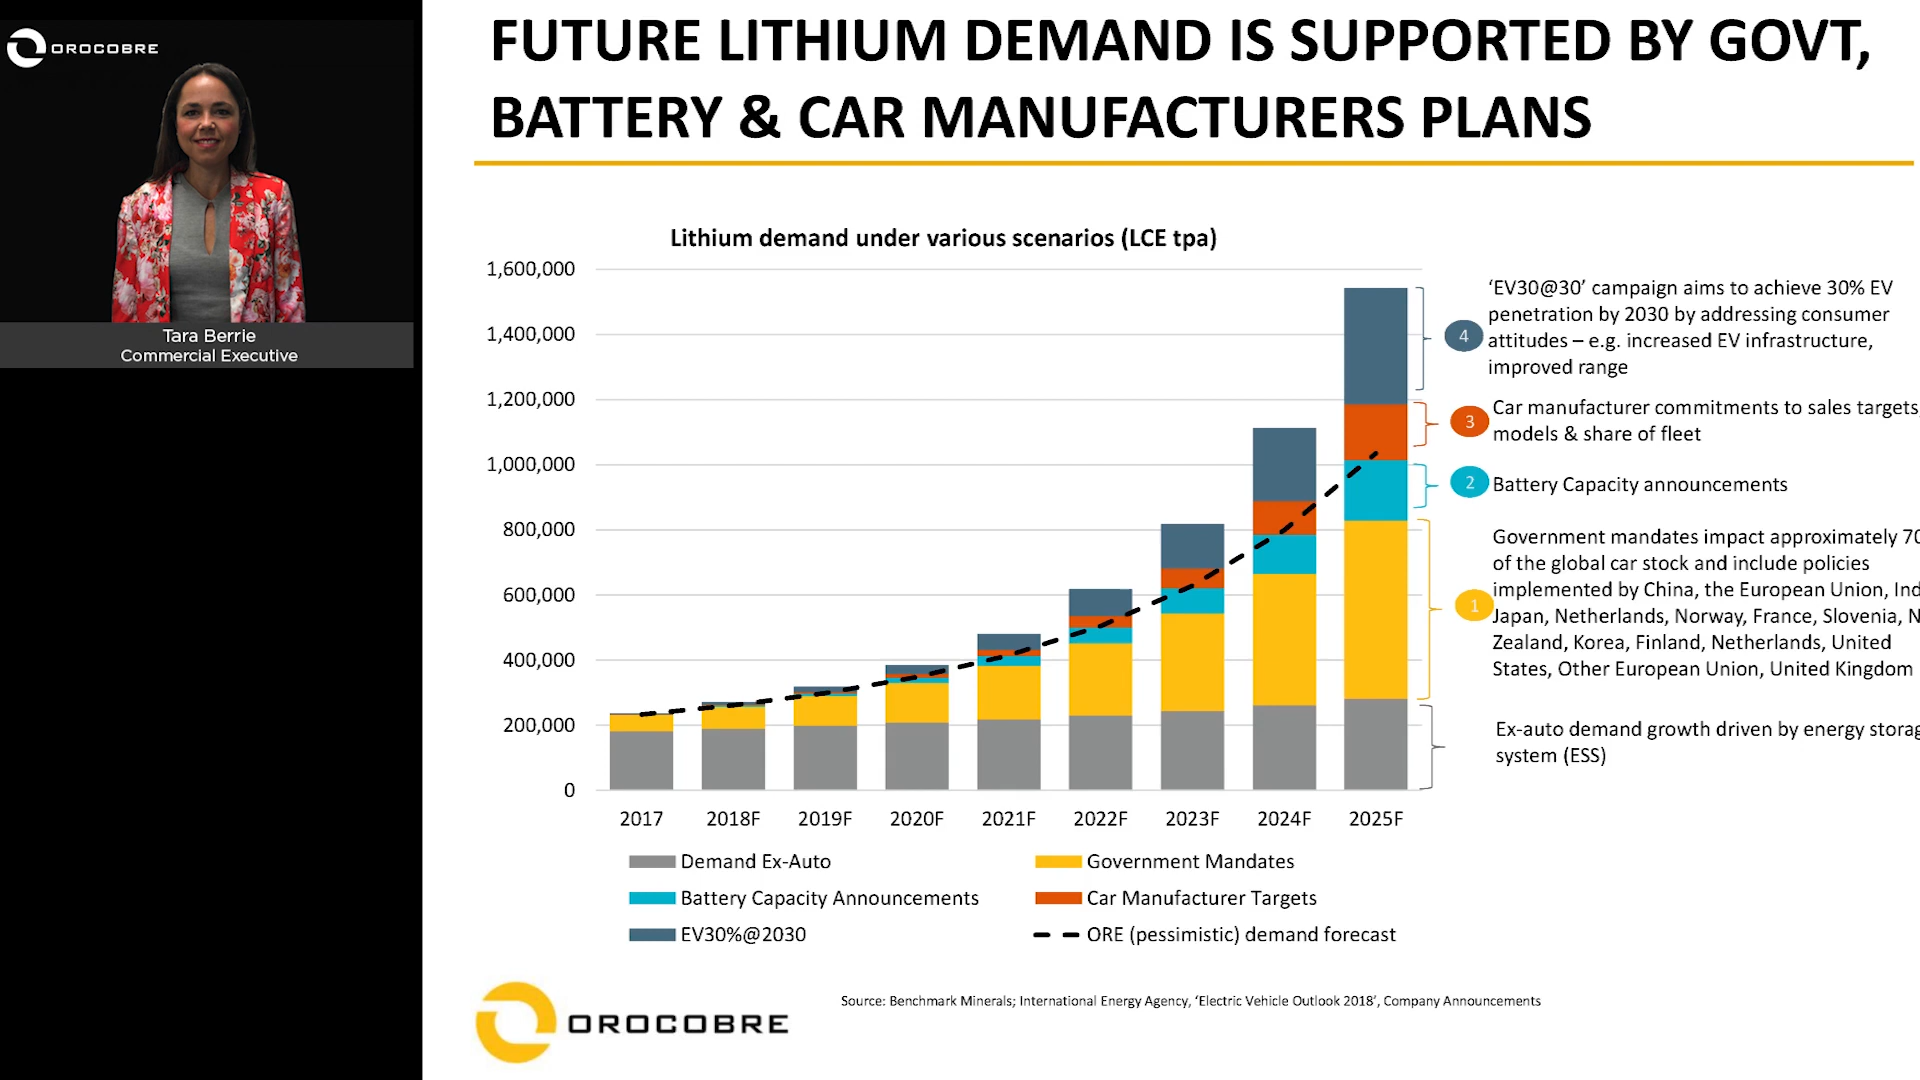 OROCOBRE
Tara Berrie
Commercial Executive
FUTURE LITHIUM DEMAND IS SUPPORTED BY GOVT,
BATTERY & CAR MANUFACTURERS PLANS
Lithium demand under various scenarios (LCE tpa)
1,600,000
1,400,000
1,200,000
1,000,000
800,000
600,000
400,000
200,000
0
2017 2018F 2019F 2020F 2021F 2022F 2023F 2024F 2025F
4
‘EV30@30’ campaign aims to achieve 30% EV
penetration by 2030 by addressing consumer
attitudes – e.g. increased EV infrastructure,
improved range
3
Car manufacturer commitments to sales targets,
models & share of fleet
2
Battery Capacity announcements
1
Government mandates impact approximately 70
of the global car stock and include policies
implemented by China, the European Union, Ind
Japan, Netherlands, Norway, France, Slovenia, N
Zealand, Korea, Finland, Netherlands, United
States, Other European Union, United Kingdom
Ex-auto demand growth driven by energy storag
system (ESS)
Demand Ex-Auto
Government Mandates
Battery Capacity Announcements
Car Manufacturer Targets
EV30%@2030
ORE (pessimistic) demand forecast
OROCOBRE
Source: Benchmark Minerals; International Energy Agency, ‘Electric Vehicle Outlook 2018’, Company Announcements